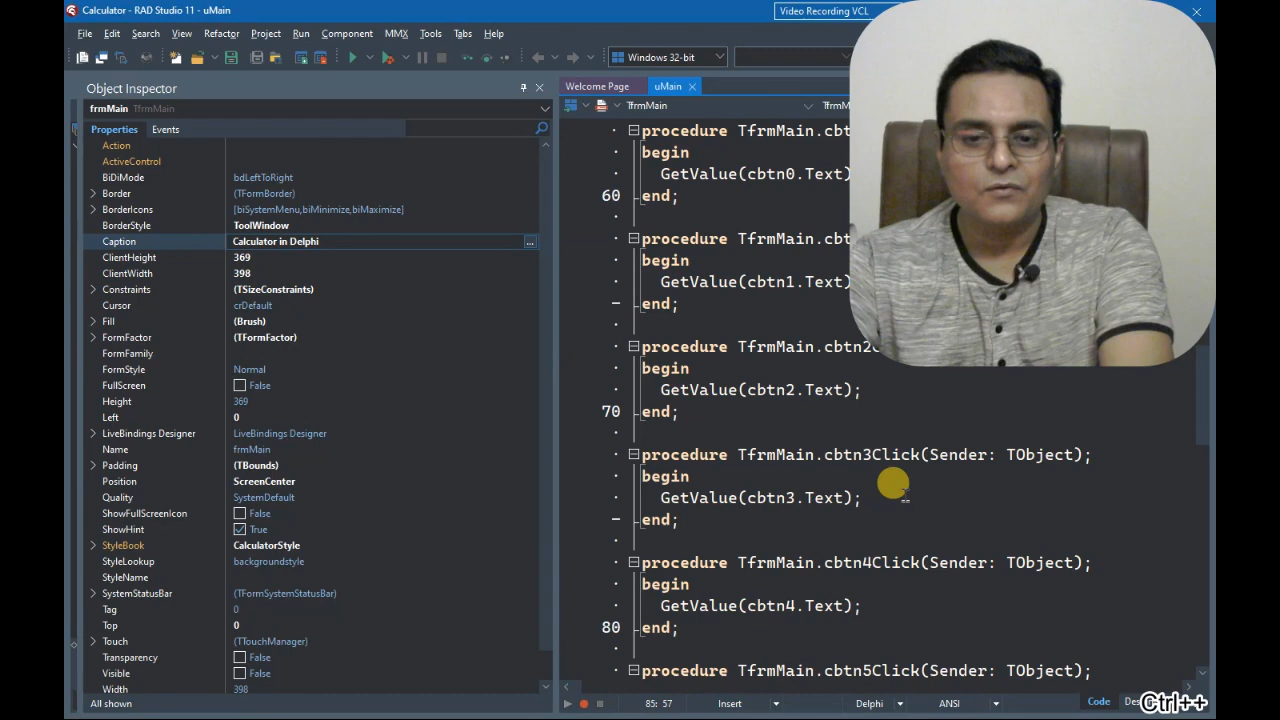 Calculator - RAD Studio 11 - uMain
Video Recording VCL
File Edit Search View Refactor Project Run Component MMX Tools Tabs Help
Windows 32-bit
Object Inspector
frmMain TfrmMain
Properties Events
Action
ActiveControl
BiDiMode bdLeftToRight
Border (TFormBorder)
BorderIcons [biSystemMenu,biMinimize,biMaximize]
BorderStyle ToolWindow
Caption Calculator in Delphi ...
ClientHeight 369
ClientWidth 398
Constraints (TSizeConstraints)
Cursor crDefault
Fill (Brush)
FormFactor (TFormFactor)
FormFamily
FormStyle Normal
FullScreen False
Height 369
Left 0
LiveBindings Designer LiveBindings Designer
Name frmMain
Padding (TBounds)
Position ScreenCenter
Quality SystemDefault
ShowFullScreenIcon False
ShowHint True
StyleBook CalculatorStyle
StyleLookup backgroundstyle
StyleName
SystemStatusBar (TFormSystemStatusBar)
Tag 0
Top 0
Touch (TTouchManager)
Transparency False
Visible False
Width 398
All shown
Welcome Page uMain
TfrmMain
procedure TfrmMain.cbt
begin
GetValue(cbtn0.Text)
60 end;
procedure TfrmMain.cbt
begin
GetValue(cbtn1.Text)
end;
procedure TfrmMain.cbtn2
begin
GetValue(cbtn2.Text);
70 end;
procedure TfrmMain.cbtn3Click(Sender: TObject);
begin
GetValue(cbtn3.Text);
end;
procedure TfrmMain.cbtn4Click(Sender: TObject);
begin
GetValue(cbtn4.Text);
80 end;
procedure TfrmMain.cbtn5Click(Sender: TObject);
85: 57 Insert Delphi ANSI Code
Ctrl++